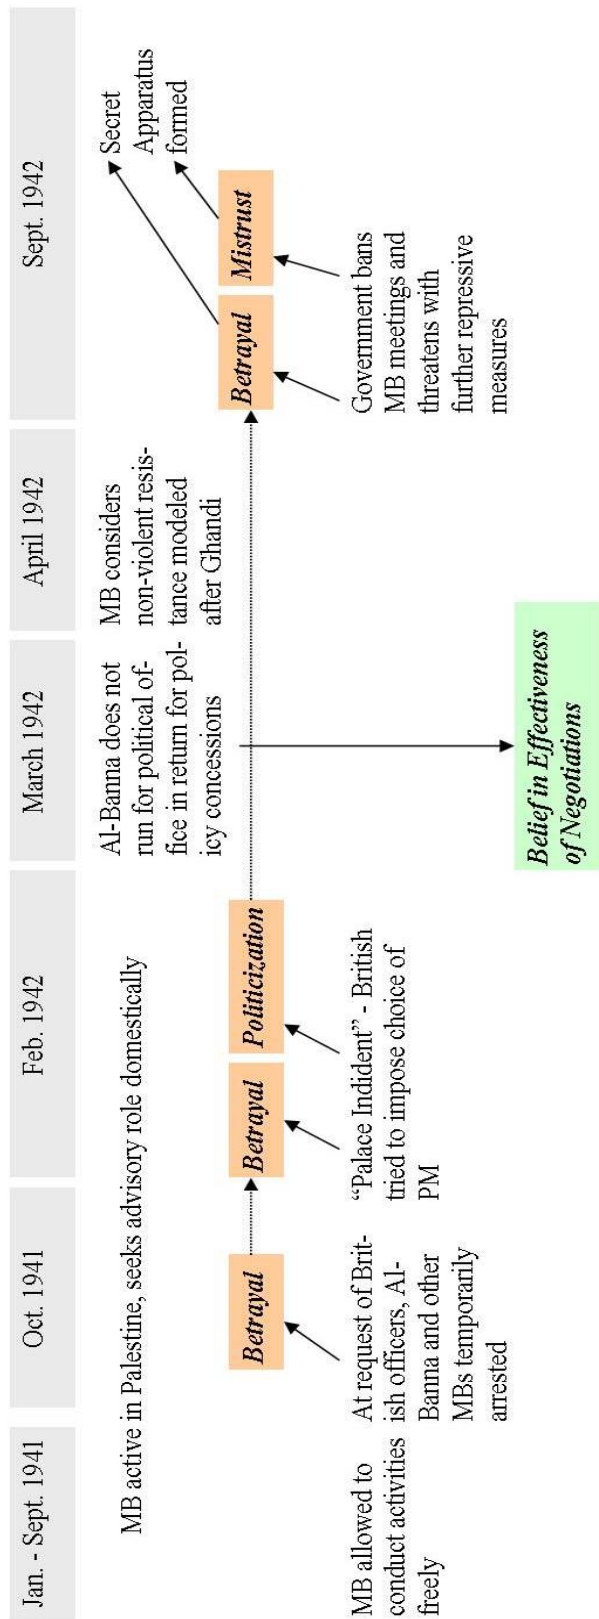 Jan. - Sept. 1941
Oct. 1941
Feb. 1942
March 1942
April 1942
Sept. 1942
MB active in Palestine, seeks advisory role domestically
Al-Banna does not
run for political of-
fice in return for pol-
icy concessions
MB considers
non-violent resis-
tance modeled
after Ghandi
Secret
Apparatus
formed
Betrayal
Betrayal
Politicization
Betrayal
Mistrust
MB allowed to
conduct activities
freely
At request of Brit-
ish officers, Al-
Banna and other
MBs temporarily
arrested
“Palace Indident” - British
tried to impose choice of
PM
Government bans
MB meetings and
threatens with
further repressive
measures
Belief in Effectiveness
of Negotiations